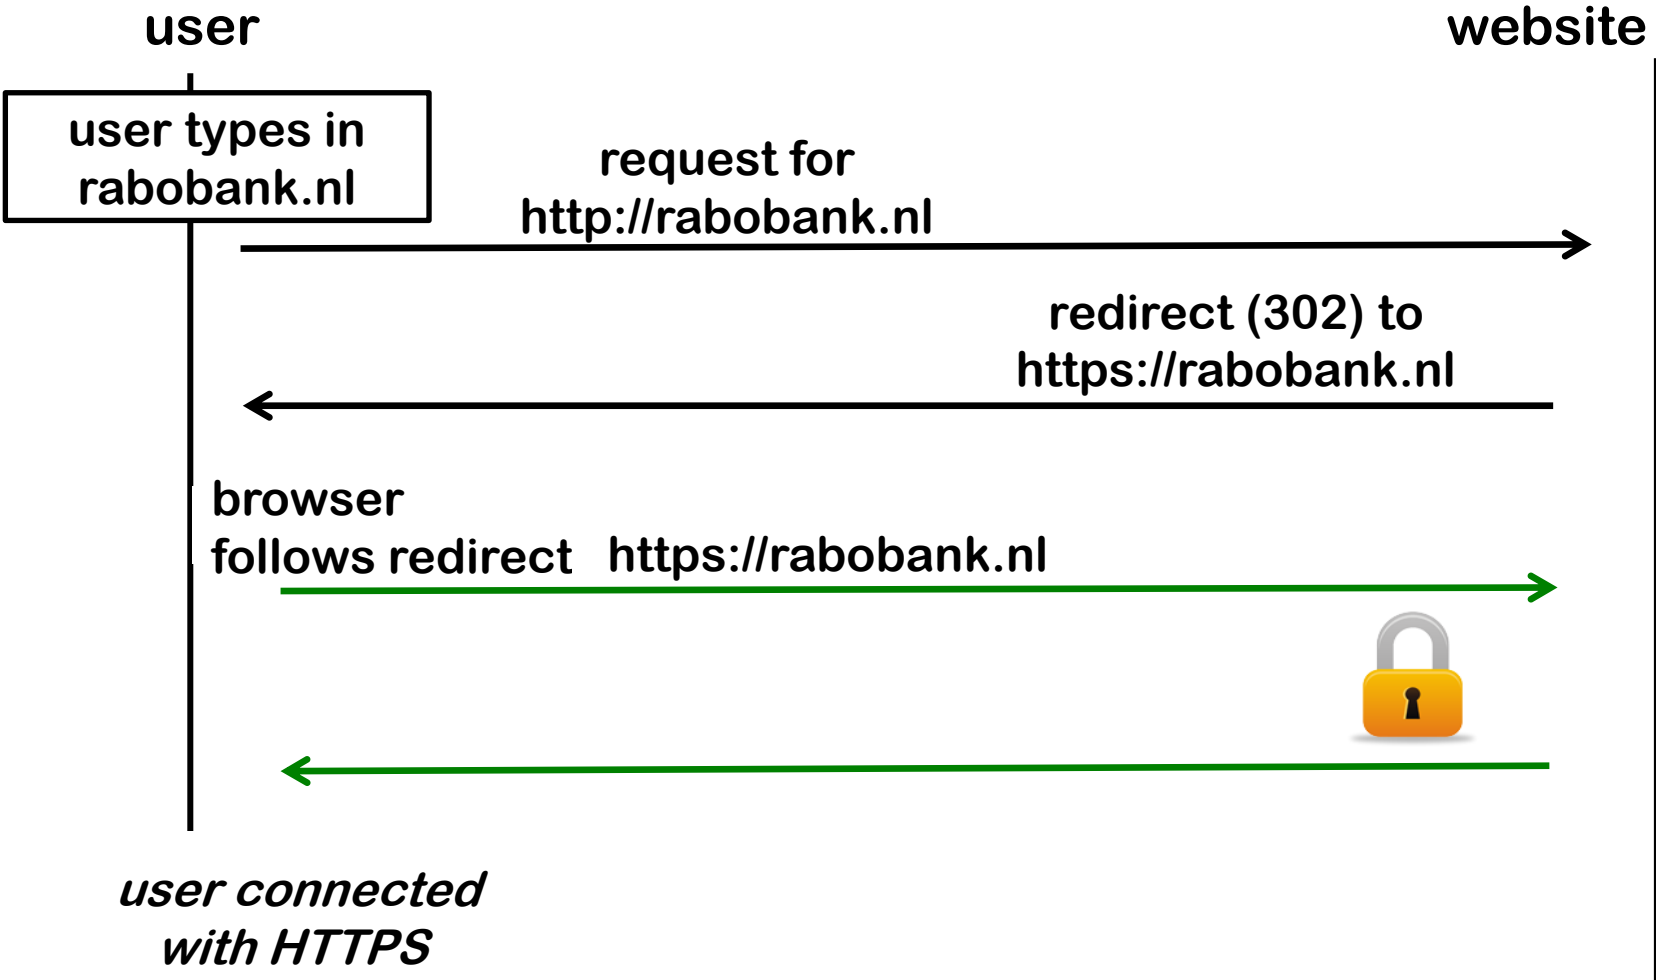 user
website
user types in
rabobank.nl
request for
http://rabobank.nl
redirect (302) to
https://rabobank.nl
browser
follows redirect
https://rabobank.nl
user connected
with HTTPS